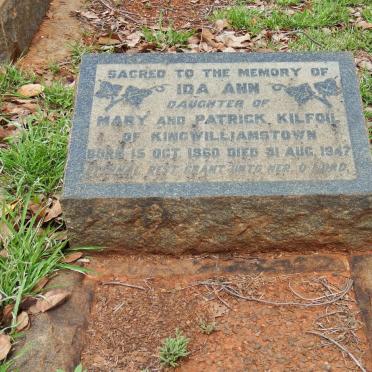 SACRED TO THE MEMORY OF
IDA ANN
DAUGHTER OF
MARY AND PATRICK, KILFOIL
OF KINGWILLIAMSTOWN
BORN 15 OCT 1860 DIED 31 AUG. 1947
ETERNAL REST GRANT UNTO HER O LORD